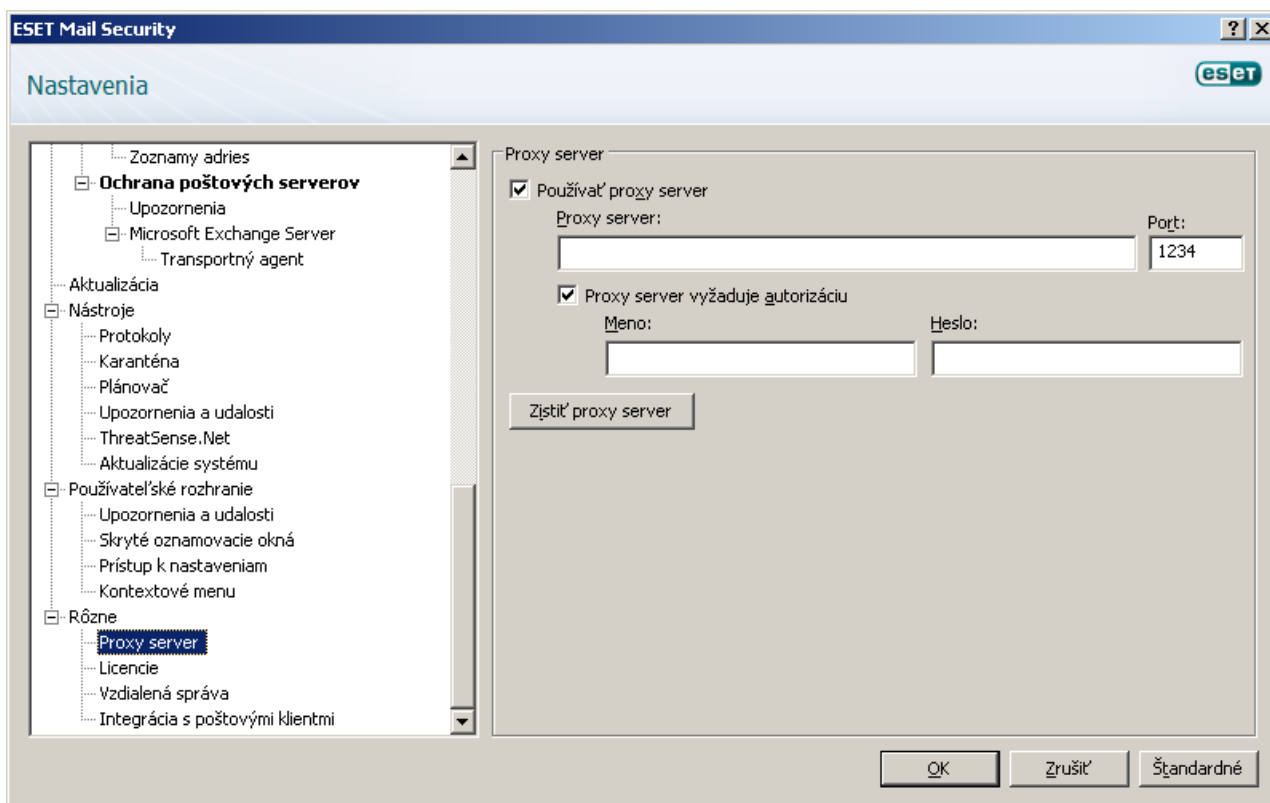 ESET Mail Security
Nastavenia
eset
Zoznamy adries
Ochrana poštových serverov
Upozornenia
Microsoft Exchange Server
Transportný agent
Aktualizácia
Nástroje
Protokoly
Karanténa
Plánovač
Upozornenia a udalosti
ThreatSense.Net
Aktualizácie systému
Používateľské rozhranie
Upozornenia a udalosti
Skryté oznamovacie okná
Prístup k nastaveniam
Kontextové menu
Rôzne
Proxy server
Licencie
Vzdialená správa
Integrácia s poštovými klientmi
Proxy server
Používať proxy server
Proxy server:
Port:
1234
Proxy server vyžaduje autorizáciu
Meno:
Heslo:
Zistiť proxy server
OK
Zrušiť
Štandardné